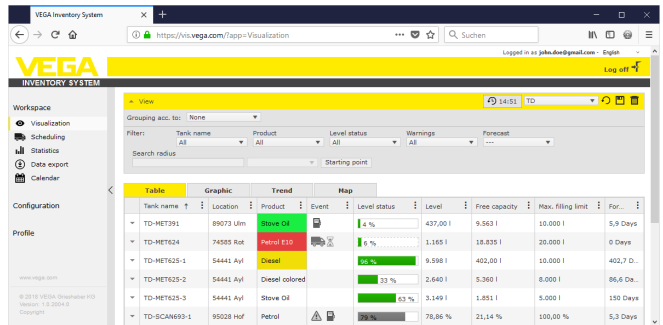 VEGA Inventory System
https://vis.vega.com/?app=Visualization
Suchen
Logged in as john.doe@gmail.com - English
VEGA
Log off
INVENTORY SYSTEM
Workspace
Visualization
Scheduling
Statistics
Data export
Calendar
Configuration
Profile
www.vega.com
© 2018 VEGA Grieshaber KG
Copyright
View
14:51
TD
Grouping acc. to: None
Filter: Tank name Product Level status Warnings Forecast
All All All All ---
Search radius
Starting point
Table Graphic Trend Map
Tank name Location Product Event Level status Level Free capacity Max. filling limit For...
TD-MET391 89073 Ulm Stove Oil 4 % 437,00 l 9.563 l 10.000 l 5,9 Days
TD-MET624 74585 Rot Petrol E10 6 % 1.165 l 18.835 l 20.000 l 0 Days
TD-MET625-1 54441 Ayl Diesel 96 % 9.598 l 402,00 l 10.000 l 402,7 D...
TD-MET625-2 54441 Ayl Diesel colored 33 % 2.640 l 5.360 l 8.000 l 86,6 Da...
TD-MET625-3 54441 Ayl Stove Oil 63 % 3.149 l 1.851 l 5.000 l 150 Days
TD-SCAN693-1 95028 Hof Petrol 79 % 78,86 % 21,14 % 100,00 % 5,3 Days